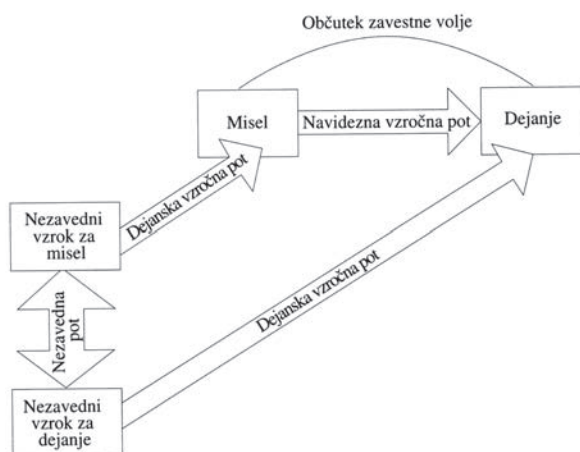 Občutek zavestne volje
Misel
Navidezna vzročna pot
Dejanje
Dejanska vzročna pot
Nezavedni
vzrok za
misel
Dejanska vzročna pot
Nezavedna
pot
Nezavedni
vzrok za
dejanje